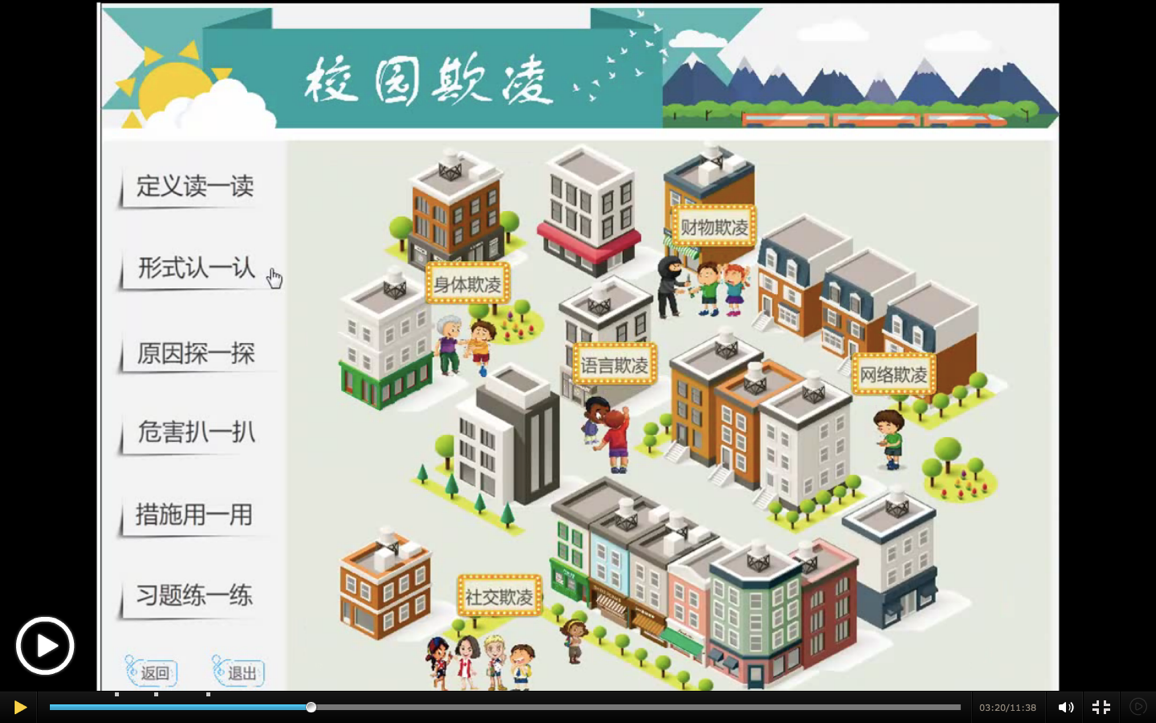 校园欺凌
定义读一读
形式认一认
原因探一探
危害扒一扒
措施用一用
习题练一练
返回
退出
财物欺凌
身体欺凌
语言欺凌
网络欺凌
社交欺凌
03:20/11:38